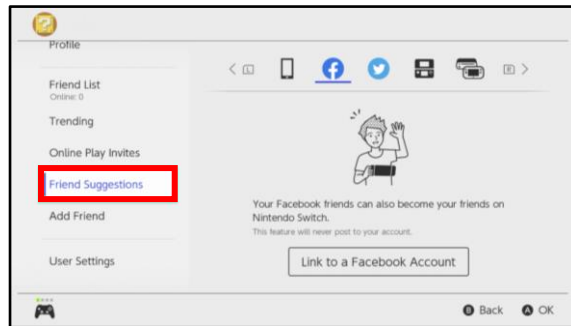 Profile
Friend List
Online: 0
Trending
Online Play Invites
Friend Suggestions
Add Friend
User Settings
L
R
Your Facebook friends can also become your friends on
Nintendo Switch.
This feature will never post to your account.
Link to a Facebook Account
B Back A OK